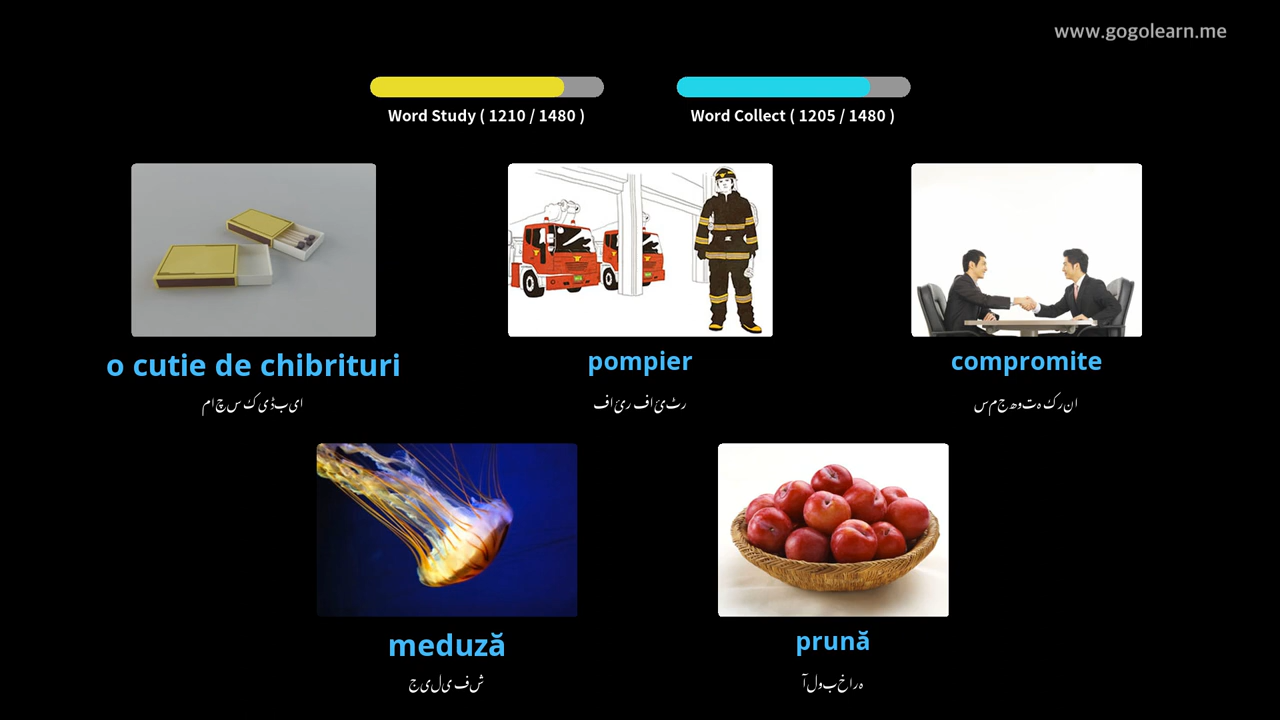 www.gogolearn.me
Word Study ( 1210 / 1480 )
Word Collect ( 1205 / 1480 )
o cutie de chibrituri
pompier
compromite
ماچس کی ڈبیا
فائر فائٹر
سمجھوتہ کرنا
meduză
prună
جیلی فش
آلوبخارہ